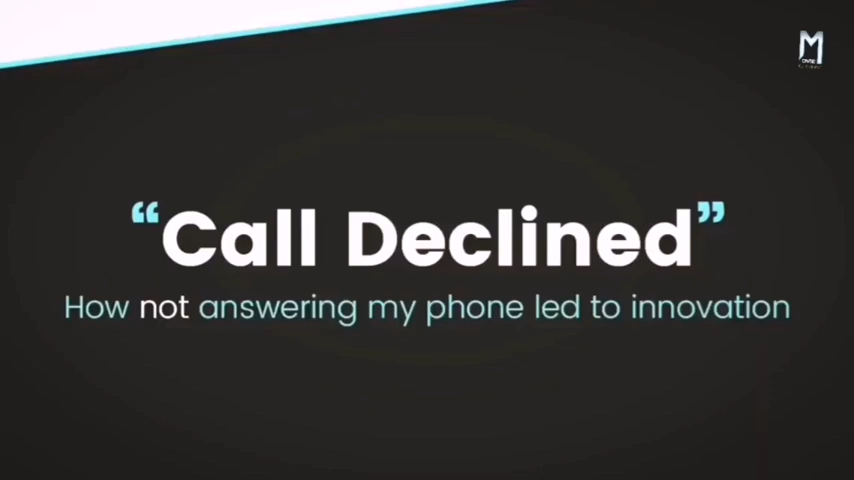 M
“Call Declined”
How not answering my phone led to innovation